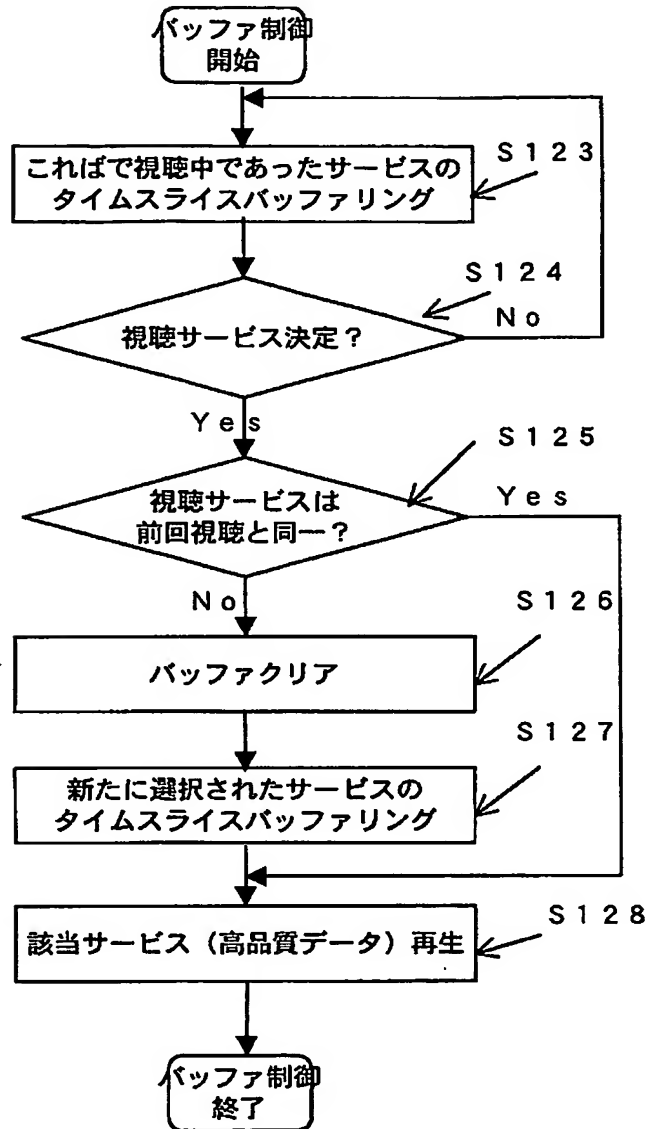 バッファ制御
開始
こればで視聴中であったサービスの
タイムスライスバッファリング
S123
S124
視聴サービス決定？
No
Yes
S125
視聴サービスは
前回視聴と同一？
Yes
No
S126
バッファクリア
S127
新たに選択されたサービスの
タイムスライスバッファリング
S128
該当サービス（高品質データ）再生
バッファ制御
終了